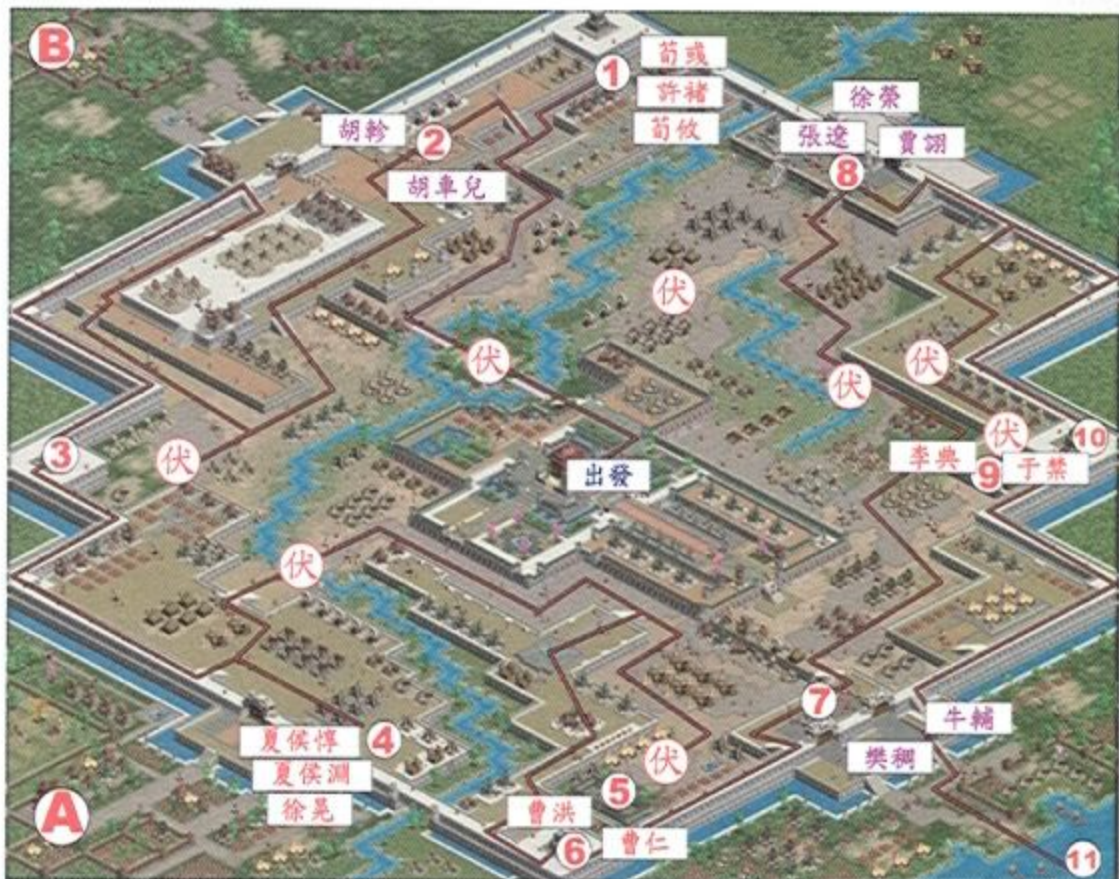 B
1
荀彧
許褚
荀攸
徐榮
張遼
賈詡
8
胡軫
2
胡車兒
伏
伏
伏
伏
3
伏
出發
李典
9
伏
于禁
10
伏
7
牛輔
樊稠
夏侯惇
4
夏侯淵
徐晃
伏
5
曹洪
6
曹仁
A
11